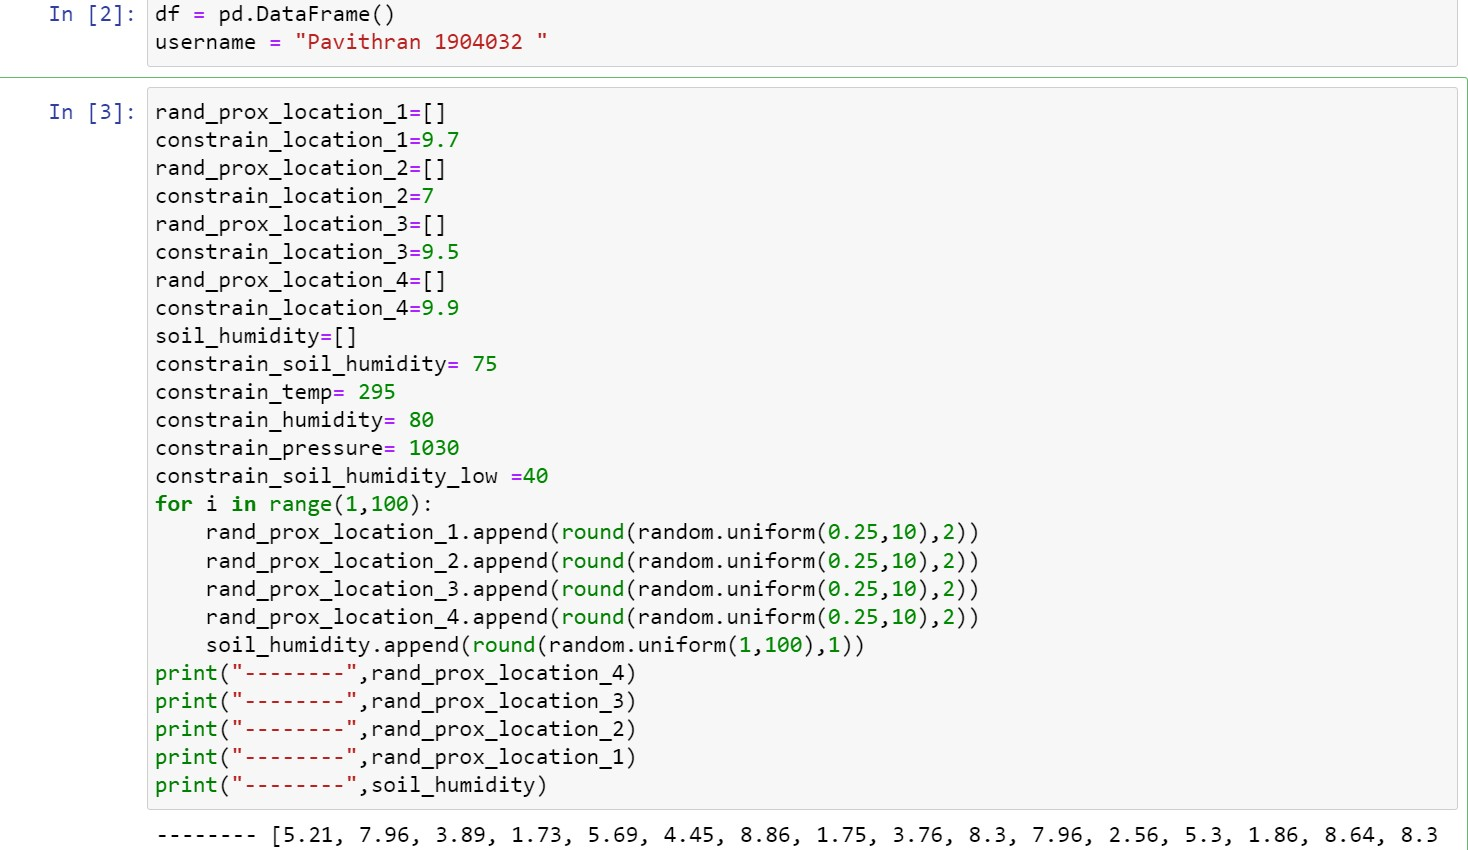 In [2]: df = pd.DataFrame()
username = "Pavithran 1904032 "
In [3]: rand_prox_location_1=[]
constrain_location_1=9.7
rand_prox_location_2=[]
constrain_location_2=7
rand_prox_location_3=[]
constrain_location_3=9.5
rand_prox_location_4=[]
constrain_location_4=9.9
soil_humidity=[]
constrain_soil_humidity= 75
constrain_temp= 295
constrain_humidity= 80
constrain_pressure= 1030
constrain_soil_humidity_low =40
for i in range(1,100):
    rand_prox_location_1.append(round(random.uniform(0.25,10),2))
    rand_prox_location_2.append(round(random.uniform(0.25,10),2))
    rand_prox_location_3.append(round(random.uniform(0.25,10),2))
    rand_prox_location_4.append(round(random.uniform(0.25,10),2))
    soil_humidity.append(round(random.uniform(1,100),1))
print("--------",rand_prox_location_4)
print("--------",rand_prox_location_3)
print("--------",rand_prox_location_2)
print("--------",rand_prox_location_1)
print("--------",soil_humidity)
-------- [5.21, 7.96, 3.89, 1.73, 5.69, 4.45, 8.86, 1.75, 3.76, 8.3, 7.96, 2.56, 5.3, 1.86, 8.64, 8.3